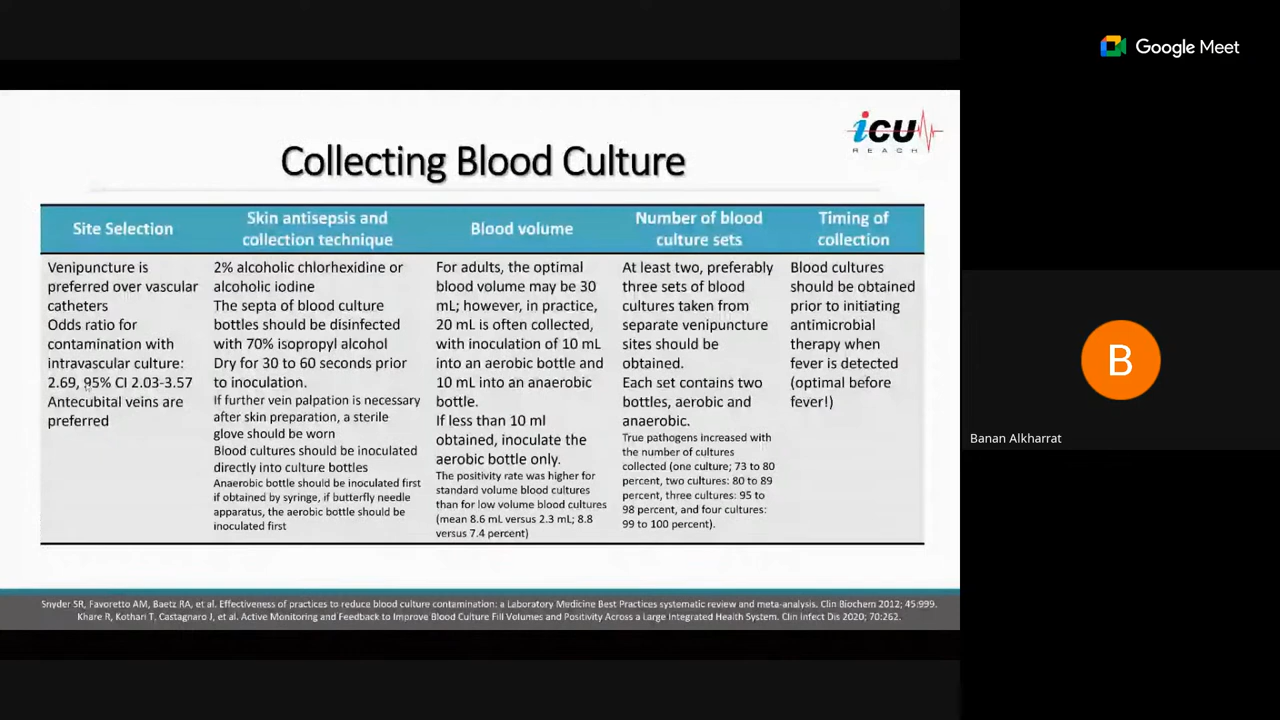 Google Meet
icu
REACH
Collecting Blood Culture
Site Selection
Venipuncture is
preferred over vascular
catheters
Odds ratio for
contamination with
intravascular culture:
2.69, 95% CI 2.03-3.57
Antecubital veins are
preferred
Skin antisepsis and
collection technique
2% alcoholic chlorhexidine or
alcoholic iodine
The septa of blood culture
bottles should be disinfected
with 70% isopropyl alcohol
Dry for 30 to 60 seconds prior
to inoculation.
If further vein palpation is necessary
after skin preparation, a sterile
glove should be worn
Blood cultures should be inoculated
directly into culture bottles
Anaerobic bottle should be inoculated first
if obtained by syringe, if butterfly needle
apparatus, the aerobic bottle should be
inoculated first
Blood volume
For adults, the optimal
blood volume may be 30
mL; however, in practice,
20 mL is often collected,
with inoculation of 10 mL
into an aerobic bottle and
10 mL into an anaerobic
bottle.
If less than 10 ml
obtained, inoculate the
aerobic bottle only.
The positivity rate was higher for
standard volume blood cultures
than for low volume blood cultures
(mean 8.6 mL versus 2.3 mL; 8.8
versus 7.4 percent)
Number of blood
culture sets
At least two, preferably
three sets of blood
cultures taken from
separate venipuncture
sites should be
obtained.
Each set contains two
bottles, aerobic and
anaerobic.
True pathogens increased with
the number of cultures
collected (one culture; 73 to 80
percent, two cultures: 80 to 89
percent, three cultures: 95 to
98 percent, and four cultures:
99 to 100 percent).
Timing of
collection
Blood cultures
should be obtained
prior to initiating
antimicrobial
therapy when
fever is detected
(optimal before
fever!)
Snyder SR, Favoretto AM, Baetz RA, et al. Effectiveness of practices to reduce blood culture contamination: a Laboratory Medicine Best Practices systematic review and meta-analysis. Clin Biochem 2012; 45:999.
Khare R, Kothari T, Castagnaro J, et al. Active Monitoring and Feedback to Improve Blood Culture Fill Volumes and Positivity Across a Large Integrated Health System. Clin Infect Dis 2020; 70:262.
B
Banan Alkharrat